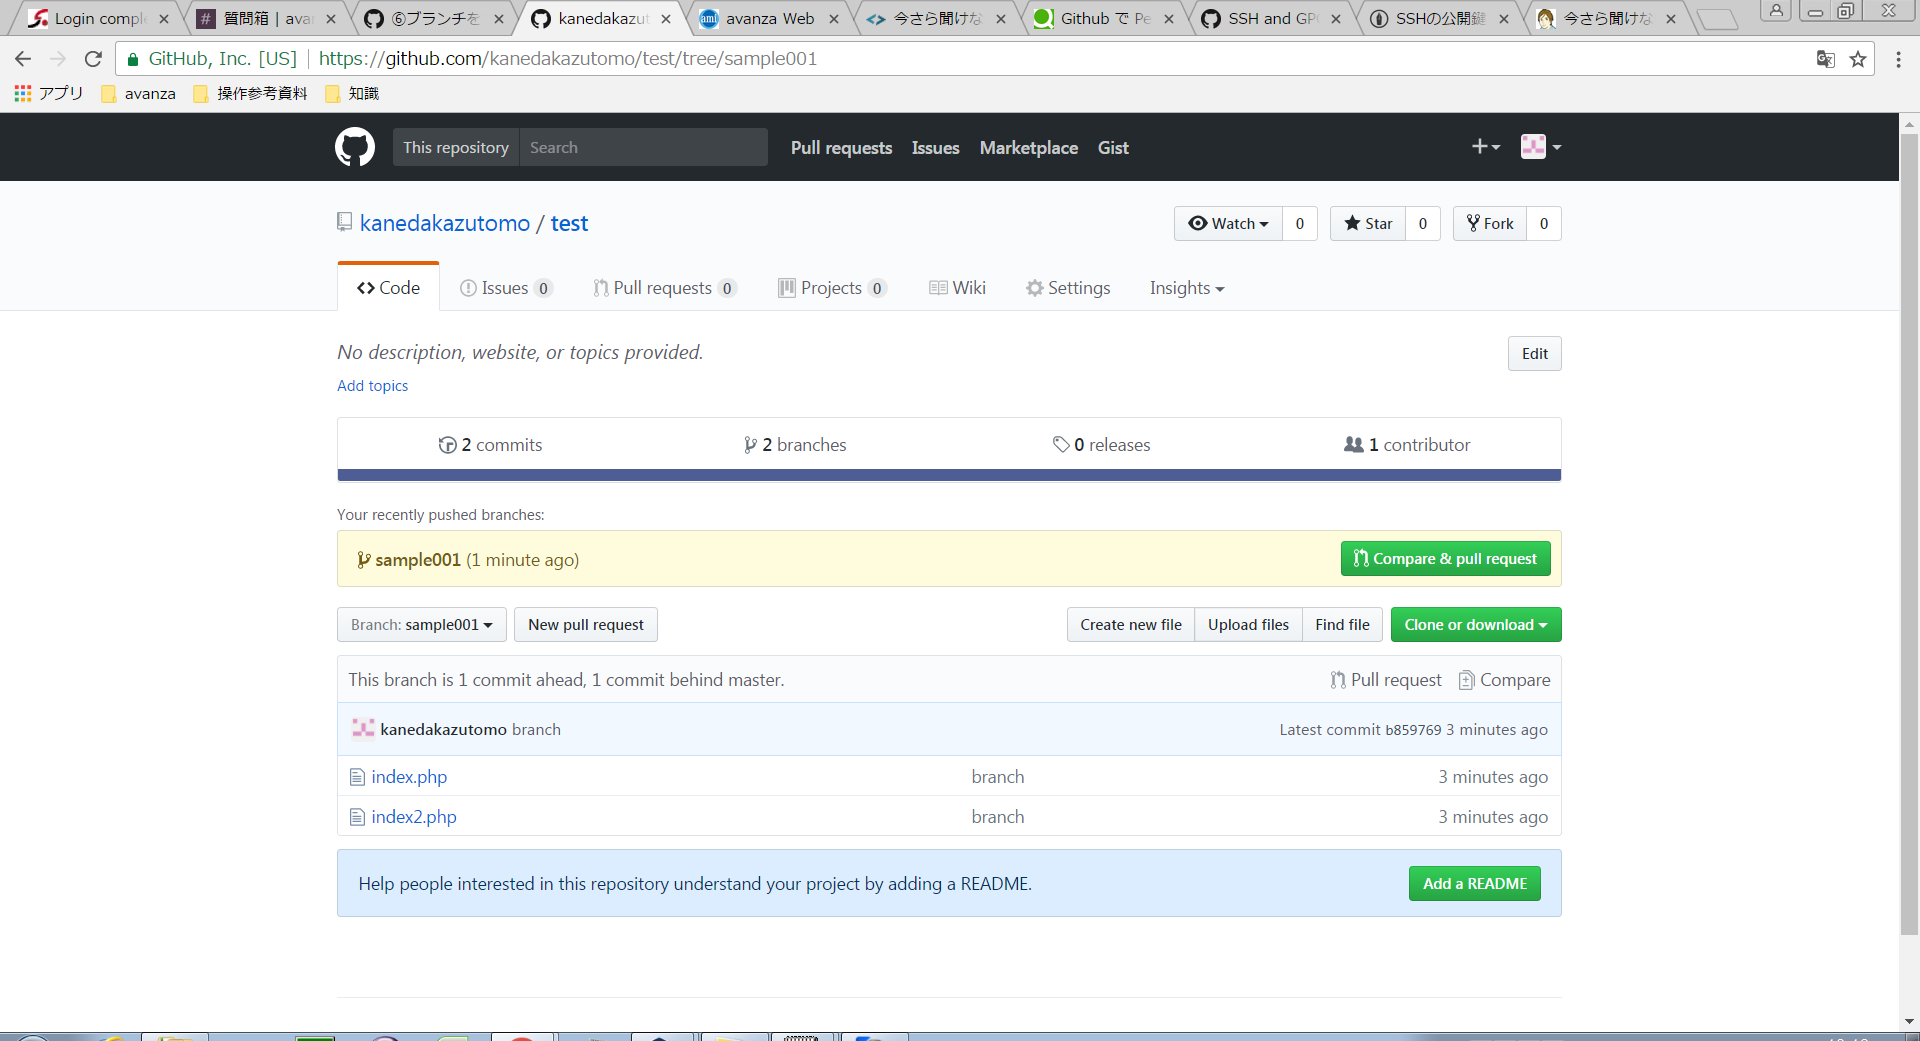 Login comple
# 質問箱 | avan
⑥ブランチを
kanedakazut
aml avanza Web
今さら聞けな
Github で Pe
SSH and GPG
SSHの公開鍵
今さら聞けな
GitHub, Inc. [US] | https://github.com/kanedakazutomo/test/tree/sample001
アプリ avanza 操作参考資料 知識
This repository Search Pull requests Issues Marketplace Gist
kanedakazutomo / test Watch 0 Star 0 Fork 0
Code Issues 0 Pull requests 0 Projects 0 Wiki Settings Insights
No description, website, or topics provided. Edit
Add topics
2 commits 2 branches 0 releases 1 contributor
Your recently pushed branches:
sample001 (1 minute ago) Compare & pull request
Branch: sample001 New pull request Create new file Upload files Find file Clone or download
This branch is 1 commit ahead, 1 commit behind master. Pull request Compare
kanedakazutomo branch Latest commit b859769 3 minutes ago
index.php branch 3 minutes ago
index2.php branch 3 minutes ago
Help people interested in this repository understand your project by adding a README. Add a README